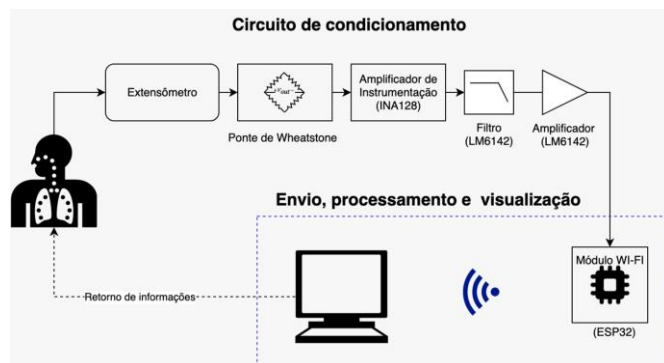 Circuito de condicionamento
Extensômetro
Vout
Ponte de Wheatstone
Amplificador de
Instrumentação
(INA128)
Filtro
(LM6142)
Amplificador
(LM6142)
Envio, processamento e visualização
Módulo WI-FI
(ESP32)
Retorno de informações